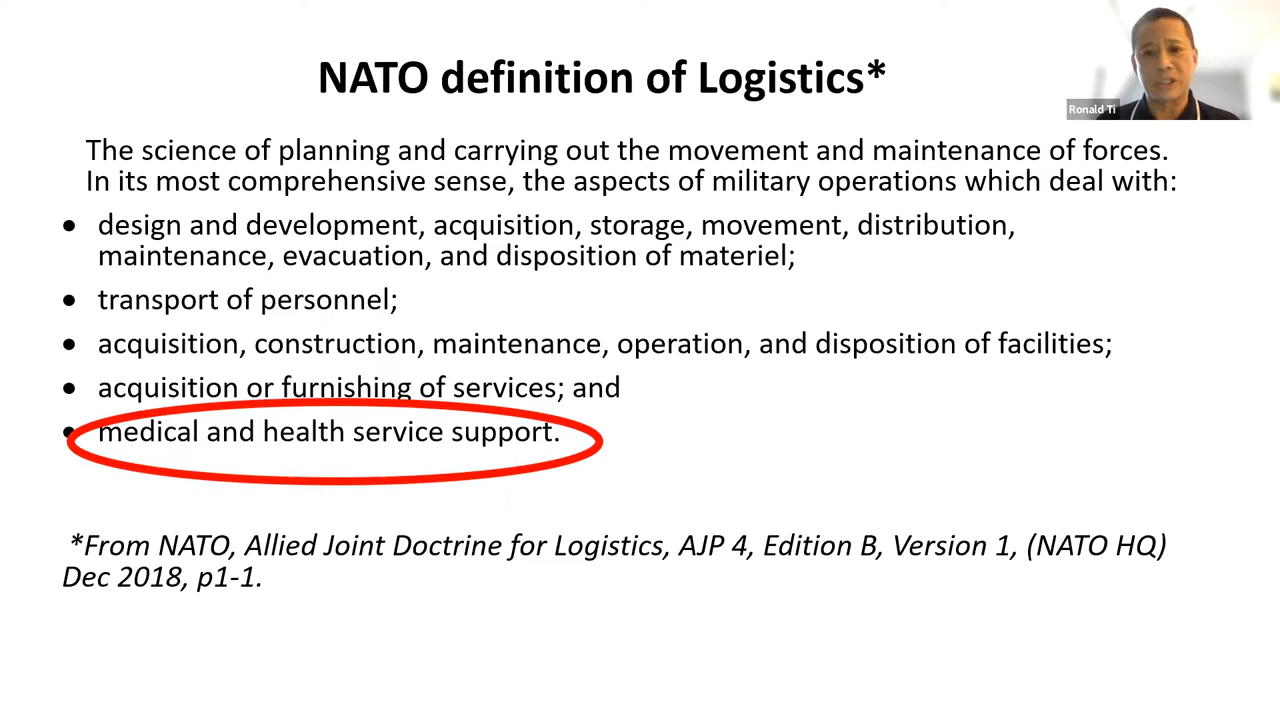 NATO definition of Logistics*
Ronald Ti
The science of planning and carrying out the movement and maintenance of forces.
In its most comprehensive sense, the aspects of military operations which deal with:
• design and development, acquisition, storage, movement, distribution,
maintenance, evacuation, and disposition of materiel;
• transport of personnel;
• acquisition, construction, maintenance, operation, and disposition of facilities;
• acquisition or furnishing of services; and
• medical and health service support.
*From NATO, Allied Joint Doctrine for Logistics, AJP 4, Edition B, Version 1, (NATO HQ)
Dec 2018, p1-1.